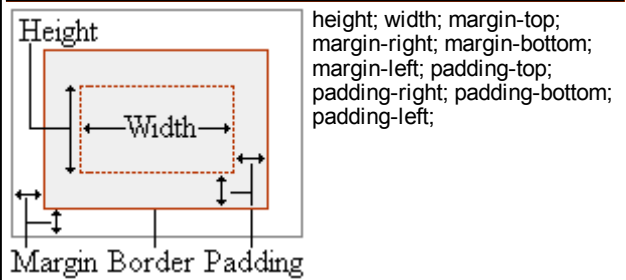 Height
Width
Margin Border Padding
height; width; margin-top;
margin-right; margin-bottom;
margin-left; padding-top;
padding-right; padding-bottom;
padding-left;